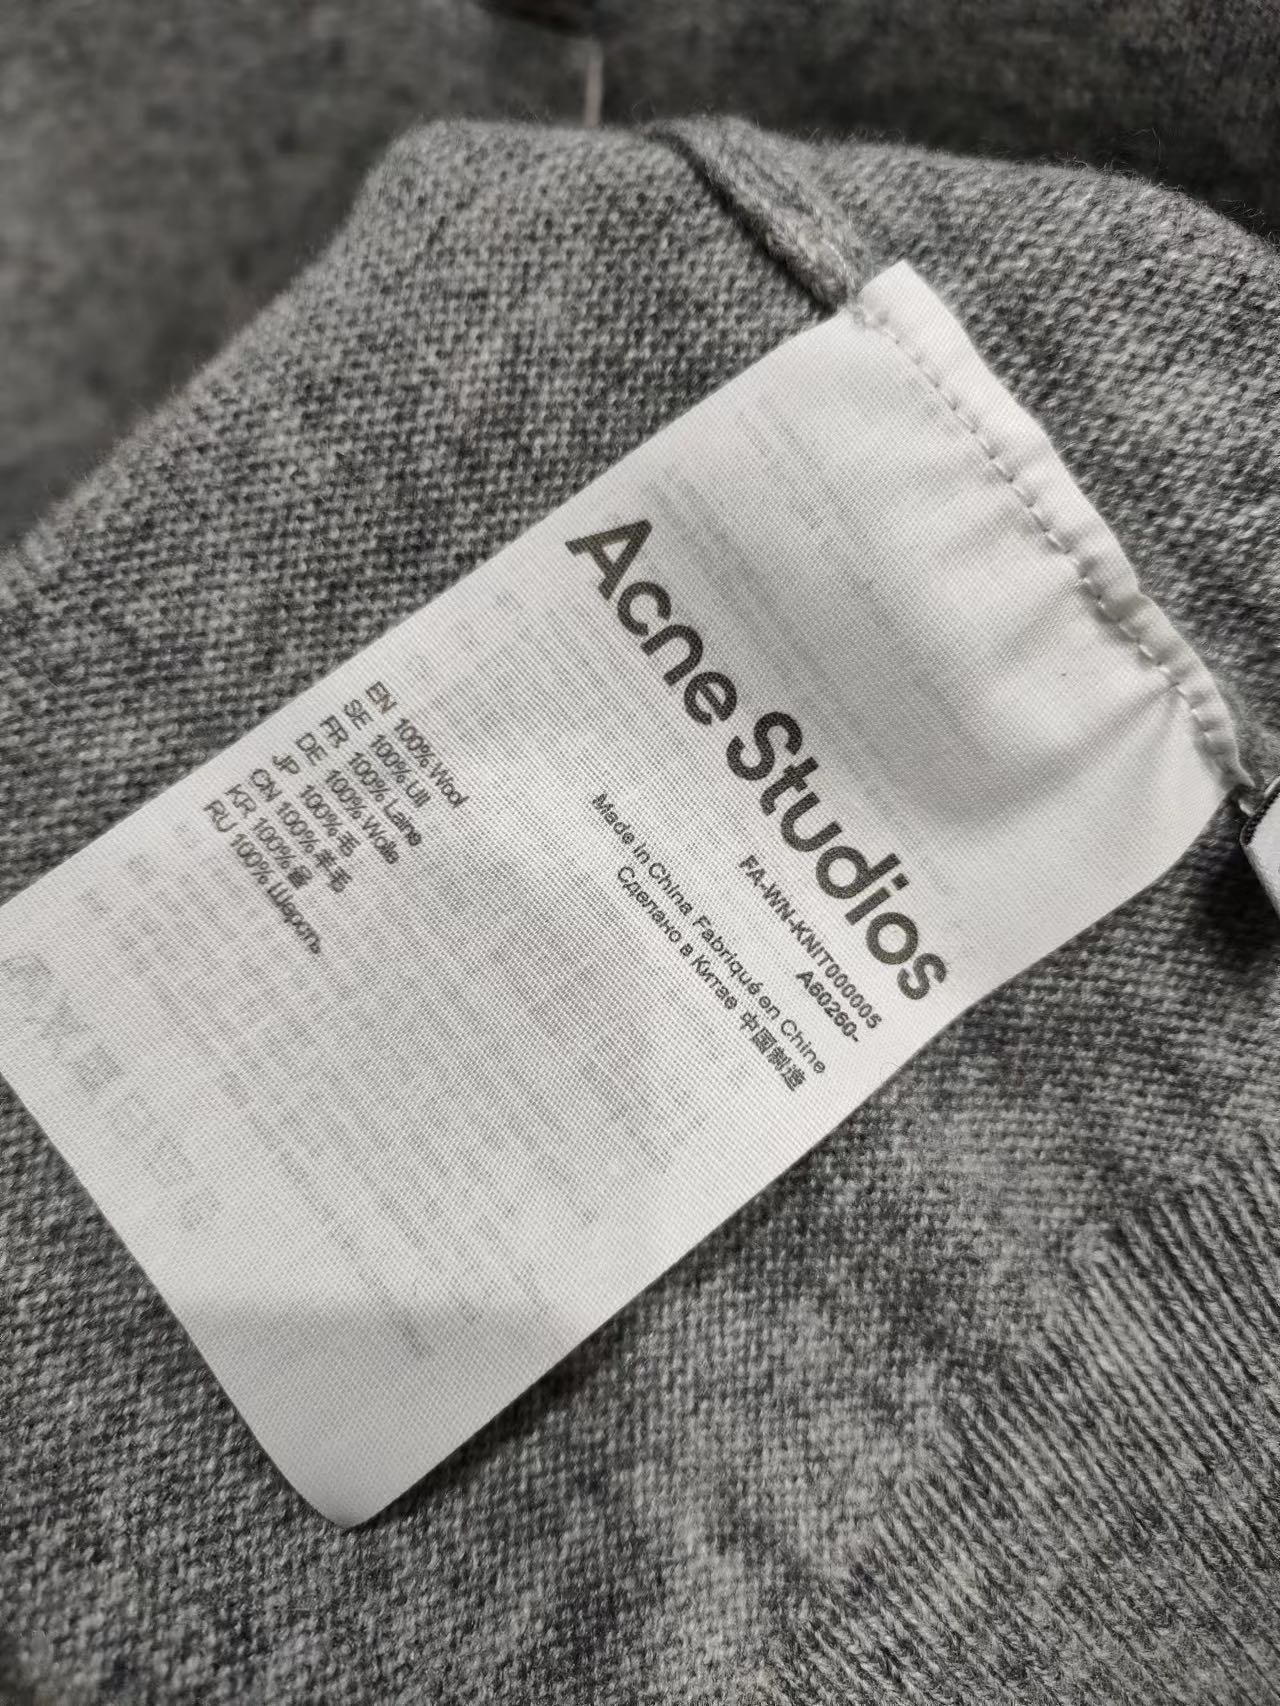 Acne Studios
FA-WN-KNIT000005
A60260-
Made in China Fabriqué en Chine
Сделано в Китае 中国制造
EN 100% Wool
SE 100% Ull
FR 100% Laine
DE 100% Wolle
JP 100% 毛
CN 100% 羊毛
KR 100% 울
RU 100% Шерсть